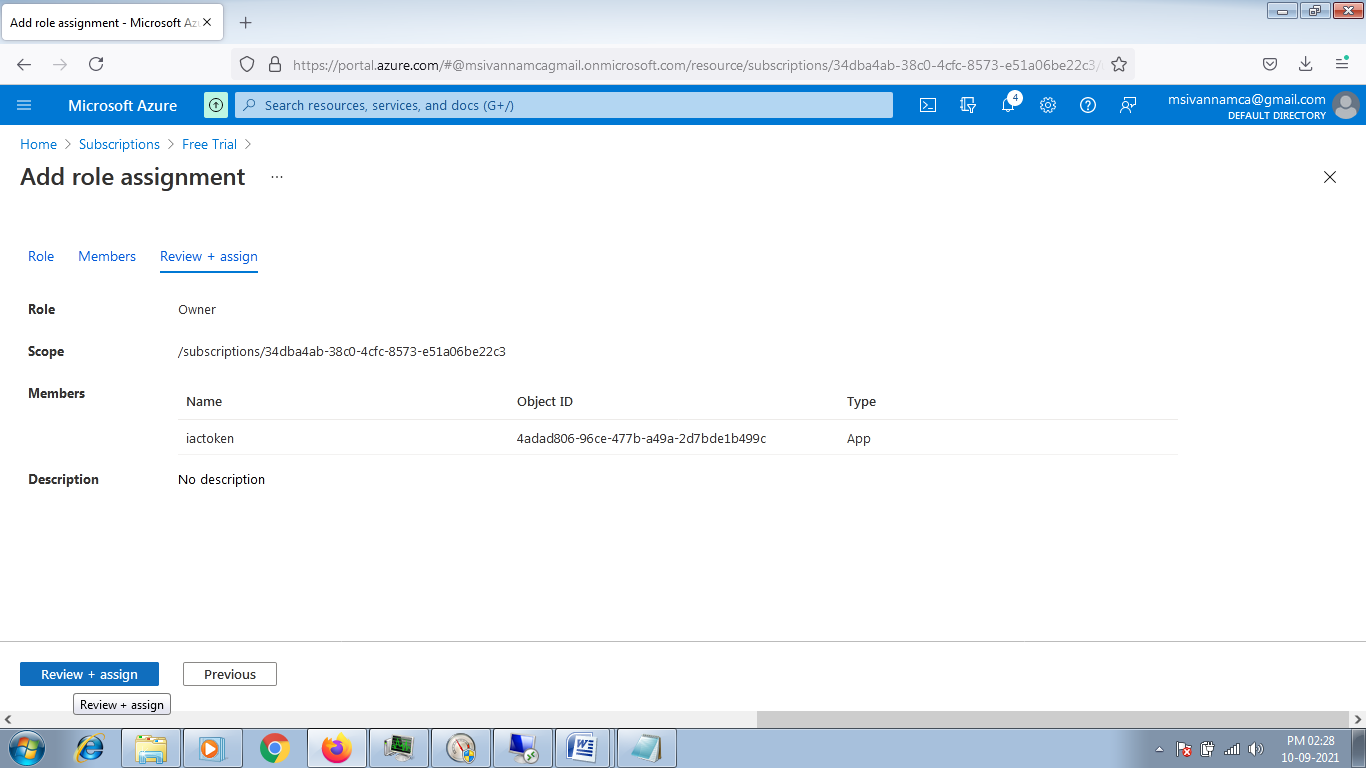 Add role assignment - Microsoft Az
https://portal.azure.com/#@msivannamcagmail.onmicrosoft.com/resource/subscriptions/34dba4ab-38c0-4cfc-8573-e51a06be22c3/
Microsoft Azure
Search resources, services, and docs (G+/)
4
msivannamca@gmail.com
DEFAULT DIRECTORY
Home > Subscriptions > Free Trial >
Add role assignment ...
Role Members Review + assign
Role Owner
Scope /subscriptions/34dba4ab-38c0-4cfc-8573-e51a06be22c3
Members
Name Object ID Type
iactoken 4adad806-96ce-477b-a49a-2d7bde1b499c App
Description No description
Review + assign Previous
Review + assign
PM 02:28
10-09-2021